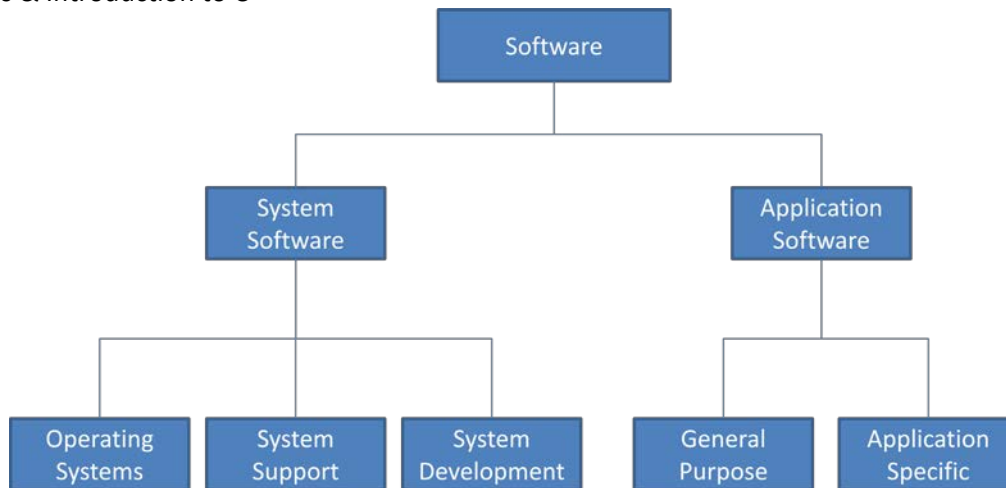 Software
System
Software
Application
Software
Operating
Systems
System
Support
System
Development
General
Purpose
Application
Specific